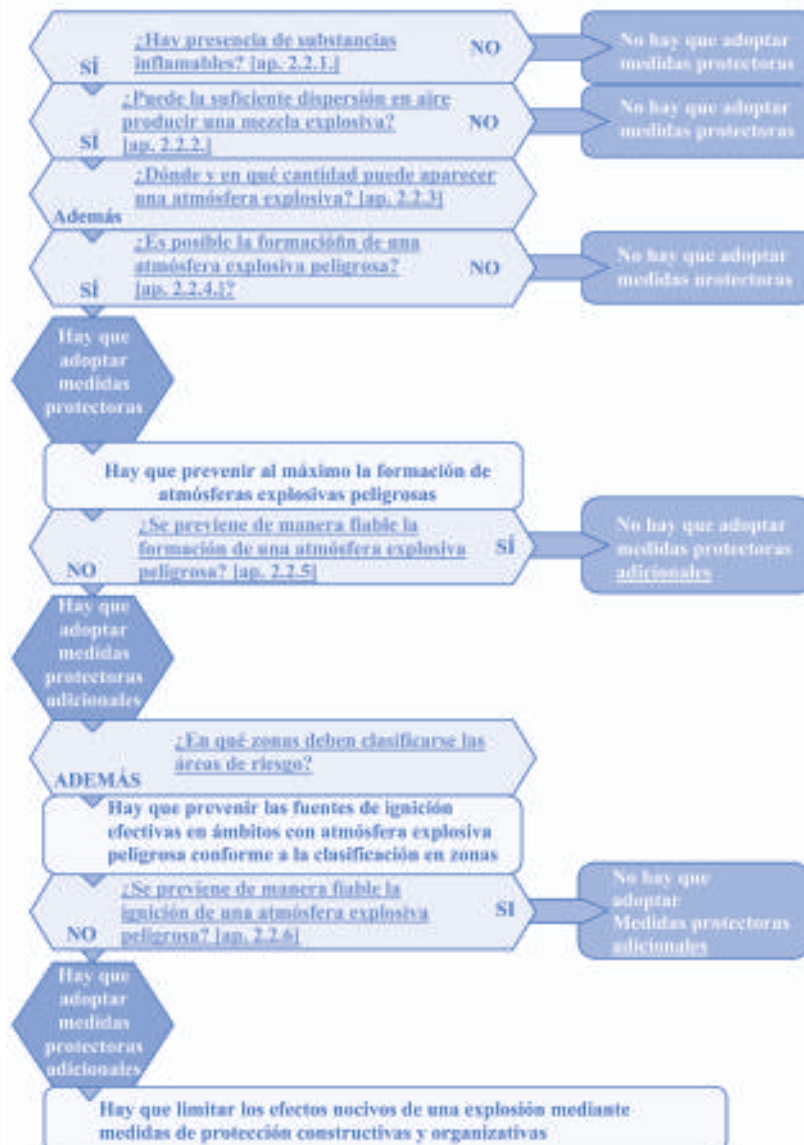 ¿Hay presencia de substancias
inflamables? [ap. 2.2.1.]
SÍ
NO
No hay que adoptar
medidas protectoras
¿Puede la suficiente dispersión en aire
producir una mezcla explosiva?
[ap. 2.2.2.]
SÍ
NO
No hay que adoptar
medidas protectoras
¿Dónde y en qué cantidad puede aparecer
una atmósfera explosiva? [ap. 2.2.3]
Además
¿Es posible la formacióñn de una
atmósfera explosiva peligrosa?
[ap. 2.2.4.]?
SÍ
NO
No hay que adoptar
medidas protectoras
Hay que
adoptar
medidas
protectoras
Hay que prevenir al máximo la formación de
atmósferas explosivas peligrosas
¿Se previene de manera fiable la
formación de una atmósfera explosiva
peligrosa? [ap. 2.2.5]
NO
SÍ
No hay que adoptar
medidas protectoras
adicionales
Hay que
adoptar
medidas
protectoras
adicionales
¿En qué zonas deben clasificarse las
áreas de riesgo?
ADEMÁS
Hay que prevenir las fuentes de ignición
efectivas en ámbitos con atmósfera explosiva
peligrosa conforme a la clasificación en zonas
¿Se previene de manera fiable la
ignición de una atmósfera explosiva
peligrosa? [ap. 2.2.6]
NO
SI
No hay que
adoptar
Medidas protectoras
adicionales
Hay que
adoptar
medidas
protectoras
adicionales
Hay que limitar los efectos nocivos de una explosión mediante
medidas de protección constructivas y organizativas